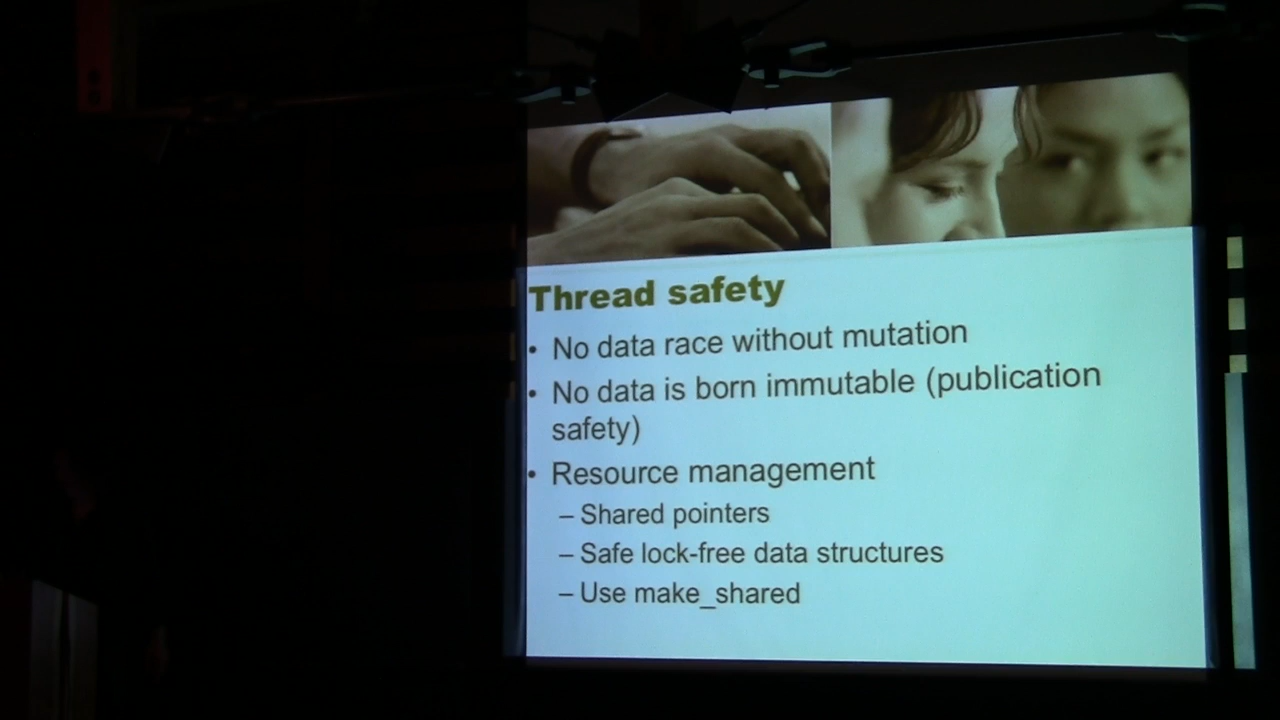 Thread safety
• No data race without mutation
• No data is born immutable (publication
safety)
• Resource management
– Shared pointers
– Safe lock-free data structures
– Use make_shared